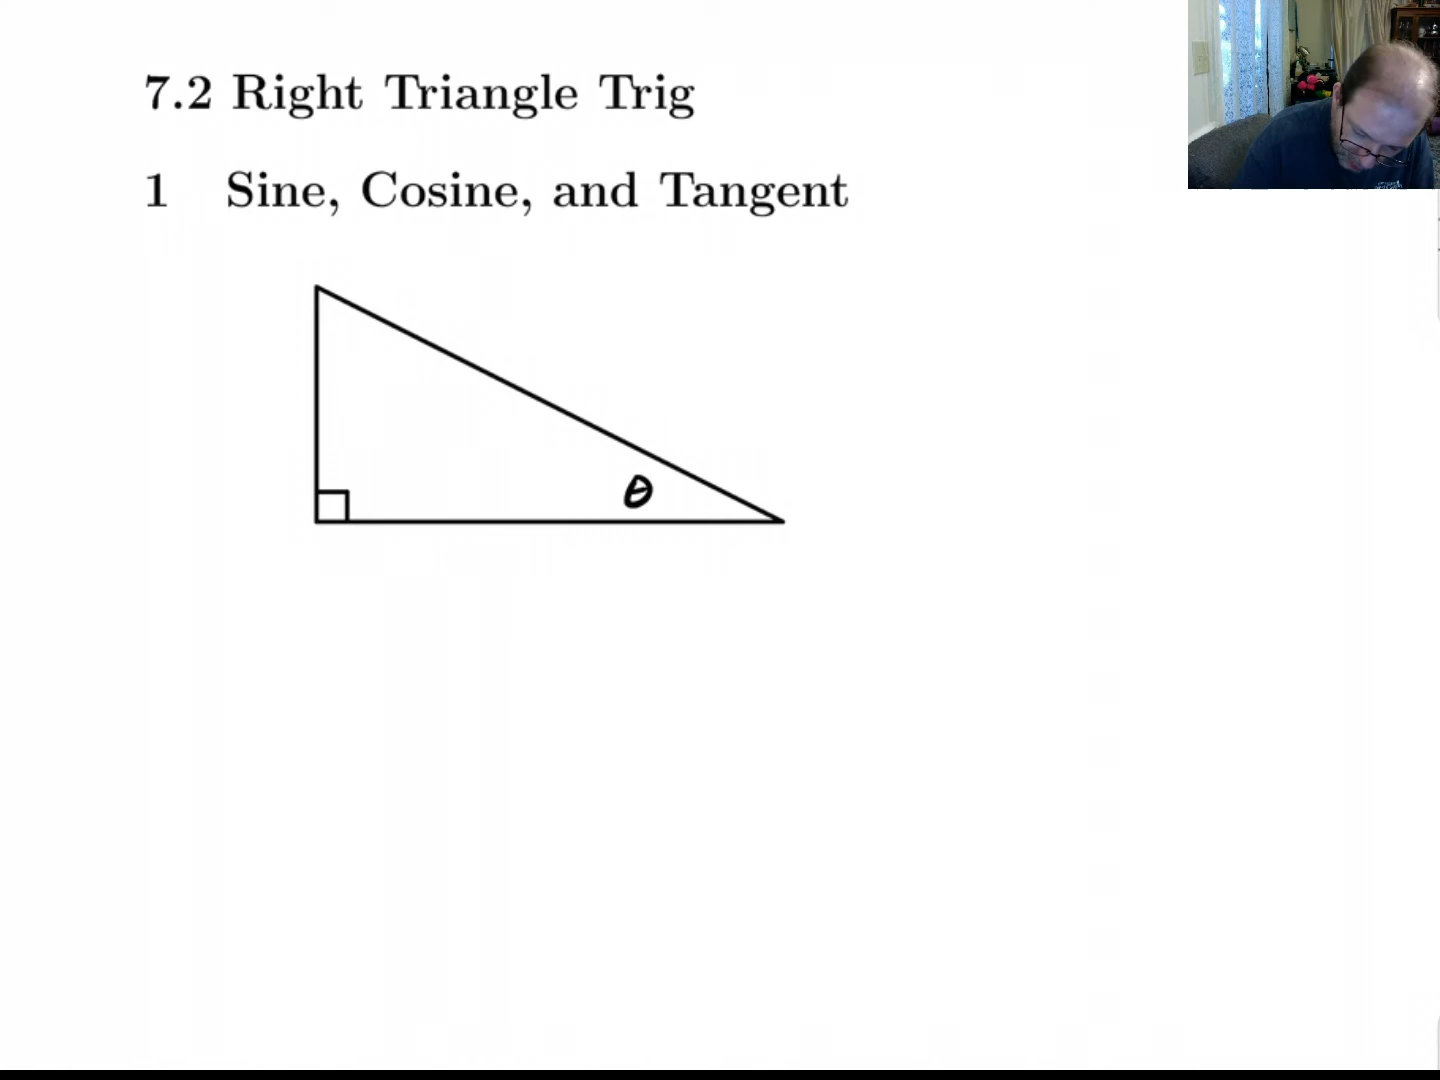 7.2 Right Triangle Trig
1 Sine, Cosine, and Tangent
θ